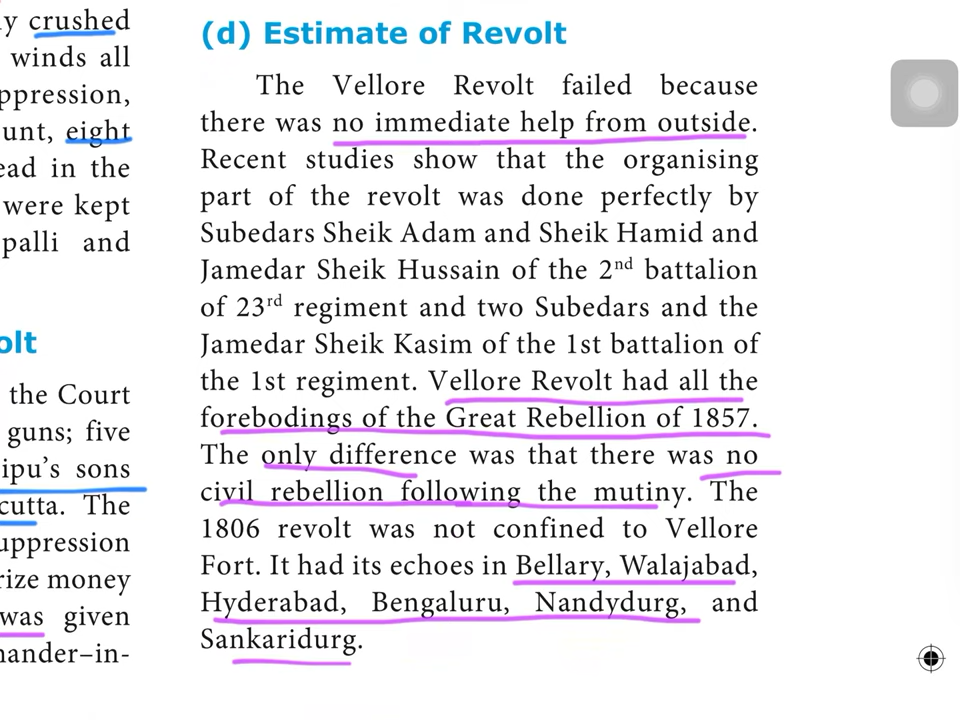 y crushed
winds all
ppression,
unt, eight
ead in the
were kept
palli and
olt
the Court
guns; five
ipu's sons
cutta. The
uppression
rize money
was given
mander–in-
(d) Estimate of Revolt
The Vellore Revolt failed because
there was no immediate help from outside.
Recent studies show that the organising
part of the revolt was done perfectly by
Subedars Sheik Adam and Sheik Hamid and
Jamedar Sheik Hussain of the 2nd battalion
of 23rd regiment and two Subedars and the
Jamedar Sheik Kasim of the 1st battalion of
the 1st regiment. Vellore Revolt had all the
forebodings of the Great Rebellion of 1857.
The only difference was that there was no
civil rebellion following the mutiny. The
1806 revolt was not confined to Vellore
Fort. It had its echoes in Bellary, Walajabad,
Hyderabad, Bengaluru, Nandydurg, and
Sankaridurg.